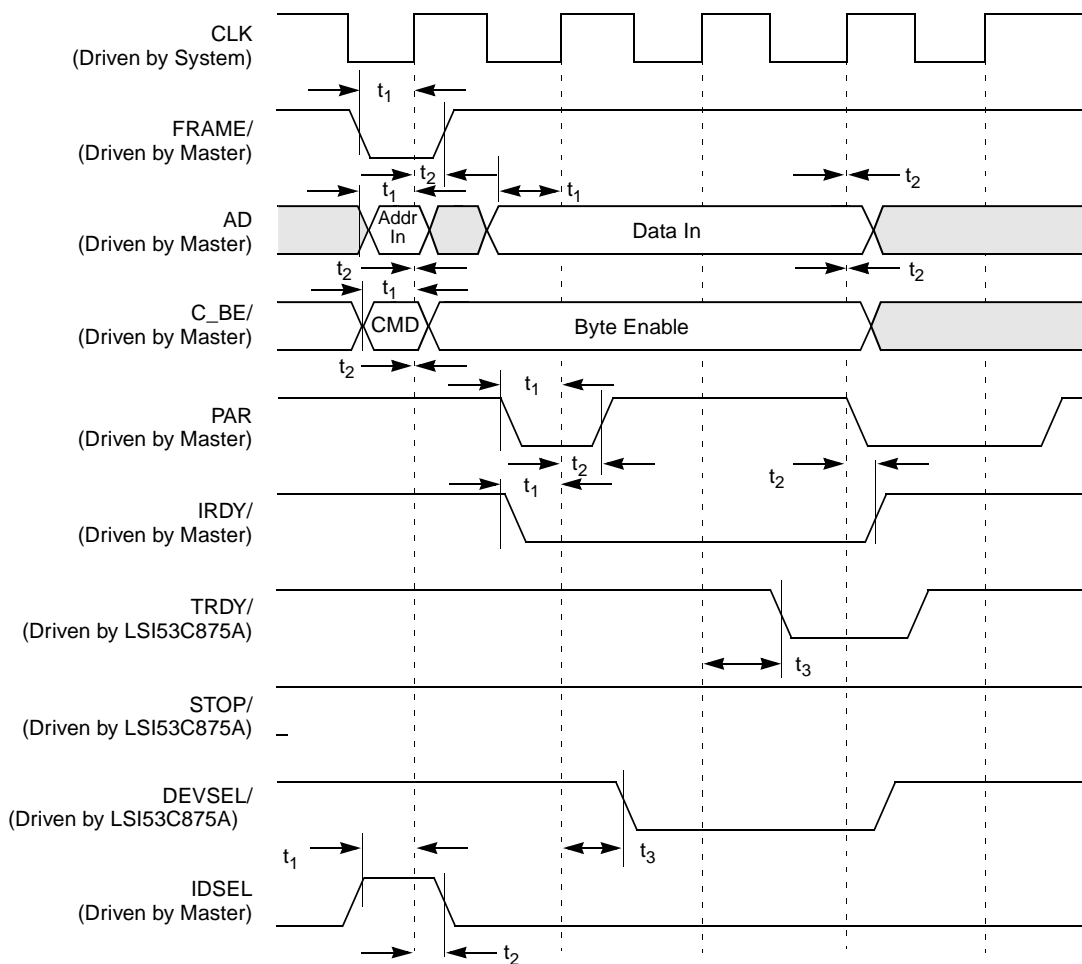 CLK
(Driven by System)
t1
FRAME/
(Driven by Master)
t2
t1
t1
t2
AD
(Driven by Master)
Addr
In
Data In
t2
t2
t1
C_BE/
(Driven by Master)
CMD
Byte Enable
t2
t1
PAR
(Driven by Master)
t2
t2
t1
IRDY/
(Driven by Master)
TRDY/
(Driven by LSI53C875A)
t3
STOP/
(Driven by LSI53C875A)
DEVSEL/
(Driven by LSI53C875A)
t1
t3
IDSEL
(Driven by Master)
t2